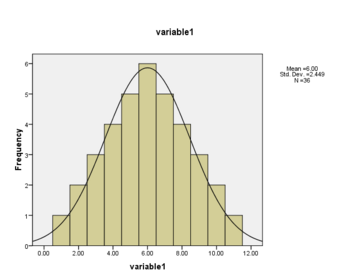 variable1
Mean =6.00
Std. Dev. =2.449
N =36
6
5
4
3
2
1
0
Frequency
0.00 2.00 4.00 6.00 8.00 10.00 12.00
variable1